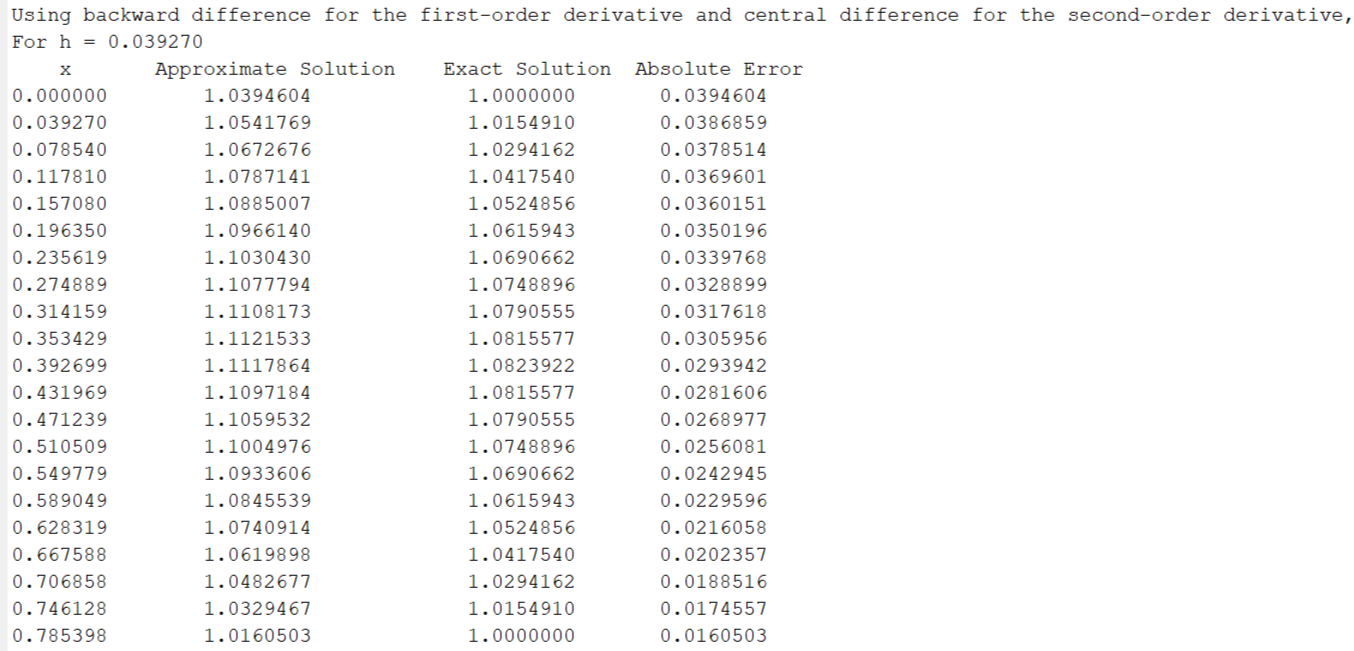 Using backward difference for the first-order derivative and central difference for the second-order derivative,
For h = 0.039270
x Approximate Solution Exact Solution Absolute Error
0.000000 1.0394604 1.0000000 0.0394604
0.039270 1.0541769 1.0154910 0.0386859
0.078540 1.0672676 1.0294162 0.0378514
0.117810 1.0787141 1.0417540 0.0369601
0.157080 1.0885007 1.0524856 0.0360151
0.196350 1.0966140 1.0615943 0.0350196
0.235619 1.1030430 1.0690662 0.0339768
0.274889 1.1077794 1.0748896 0.0328899
0.314159 1.1108173 1.0790555 0.0317618
0.353429 1.1121533 1.0815577 0.0305956
0.392699 1.1117864 1.0823922 0.0293942
0.431969 1.1097184 1.0815577 0.0281606
0.471239 1.1059532 1.0790555 0.0268977
0.510509 1.1004976 1.0748896 0.0256081
0.549779 1.0933606 1.0690662 0.0242945
0.589049 1.0845539 1.0615943 0.0229596
0.628319 1.0740914 1.0524856 0.0216058
0.667588 1.0619898 1.0417540 0.0202357
0.706858 1.0482677 1.0294162 0.0188516
0.746128 1.0329467 1.0154910 0.0174557
0.785398 1.0160503 1.0000000 0.0160503